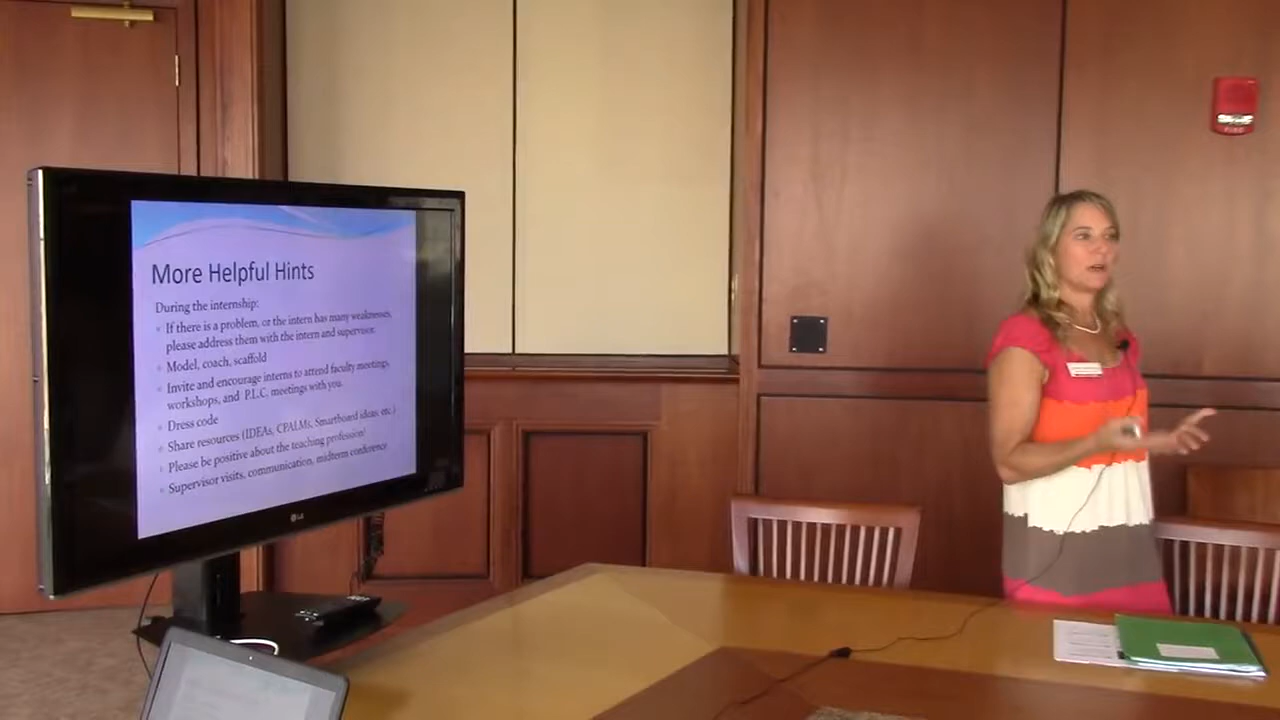 More Helpful Hints
During the internship:
If there is a problem, or the intern has many weaknesses,
please address them with the intern and supervisor.
Model, coach, scaffold
Invite and encourage interns to attend faculty meetings,
workshops, and P.L.C. meetings with you.
Dress code
Share resources (IDEAs, CPALMs, Smartboard ideas, etc.)
Please be positive about the teaching profession!
Supervisor visits, communication, midterm conference
LG
FIRE